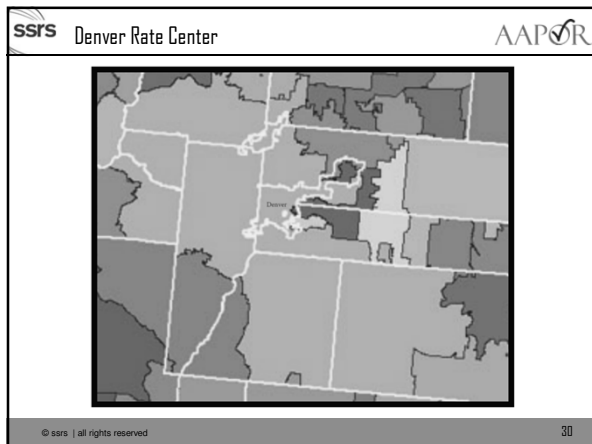 ssrs Denver Rate Center AAPOR
Denver
© ssrs | all rights reserved 30